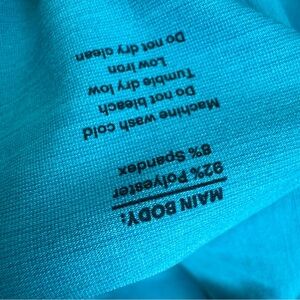 MAIN BODY:
92% Polyester
8% Spandex
Machine wash cold
Do not bleach
Tumble dry low
Low iron
Do not dry clean